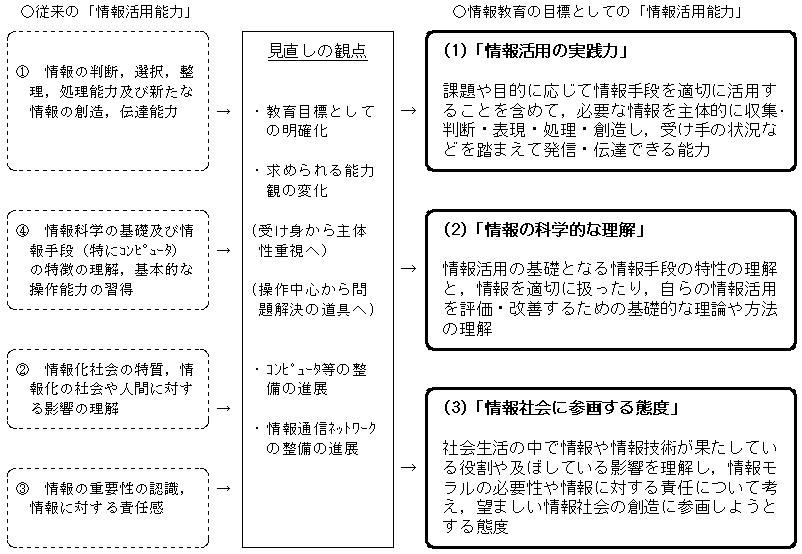 ○従来の「情報活用能力」
① 情報の判断，選択，整
理，処理能力及び新たな
情報の創造，伝達能力
→
④ 情報科学の基礎及び情
報手段（特にｺﾝﾋﾟｭｰﾀ）
の特徴の理解，基本的な
操作能力の習得
→
② 情報化社会の特質，情
報化の社会や人間に対す
る影響の理解
→
③ 情報の重要性の認識，
情報に対する責任感
→
見直しの観点
・教育目標としての
の明確化
・求められる能力
観の変化
(受け身から主体
性重視へ)
(操作中心から問
題解決の道具へ)
・ｺﾝﾋﾟｭｰﾀ等の整
備の進展
・情報通信ﾈｯﾄﾜｰｸ
の整備の進展
○情報教育の目標としての「情報活用能力」
→
(1)「情報活用の実践力」
課題や目的に応じて情報手段を適切に活用す
ることを含めて，必要な情報を主体的に収集・
判断・表現・処理・創造し，受け手の状況な
どを踏まえて発信・伝達できる能力
→
(2)「情報の科学的な理解」
情報活用の基礎となる情報手段の特性の理解
と，情報を適切に扱ったり，自らの情報活用
を評価・改善するための基礎的な理論や方法
の理解
→
(3)「情報社会に参画する態度」
社会生活の中で情報や情報技術が果たしてい
る役割や及ぼしている影響を理解し，情報モ
ラルの必要性や情報に対する責任について考
え，望ましい情報社会の創造に参画しようと
する態度